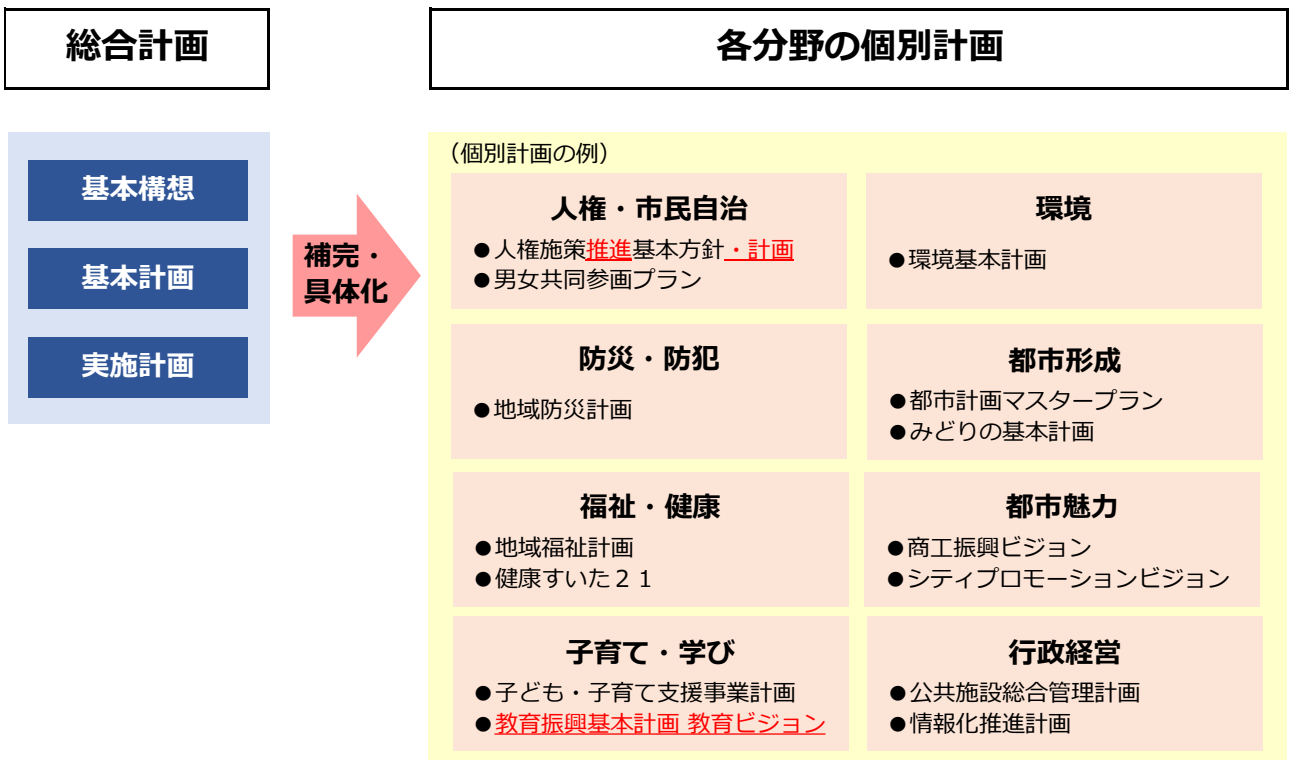 総合計画
各分野の個別計画
基本構想
基本計画
実施計画
補完・
具体化
（個別計画の例）
人権・市民自治
●人権施策推進基本方針・計画
●男女共同参画プラン
環境
●環境基本計画
防災・防犯
●地域防災計画
都市形成
●都市計画マスタープラン
●みどりの基本計画
福祉・健康
●地域福祉計画
●健康すいた２１
都市魅力
●商工振興ビジョン
●シティプロモーションビジョン
子育て・学び
●子ども・子育て支援事業計画
●教育振興基本計画 教育ビジョン
行政経営
●公共施設総合管理計画
●情報化推進計画